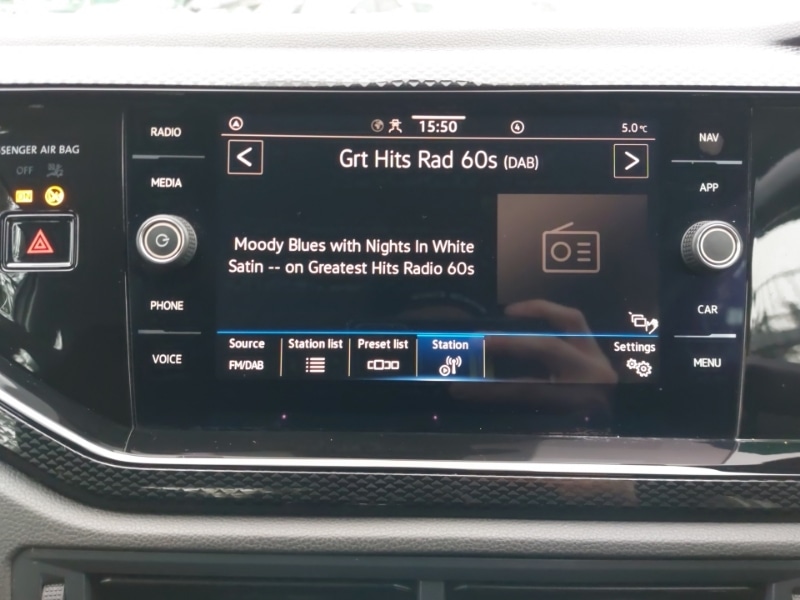 RADIO
MEDIA
PHONE
VOICE
SENGER AIR BAG
OFF
ON
15:50
4
5.0°C
< Grt Hits Rad 60s (DAB) >
Moody Blues with Nights In White
Satin -- on Greatest Hits Radio 60s
Source
FM/DAB
Station list
Preset list
Station
Settings
NAV
APP
CAR
MENU